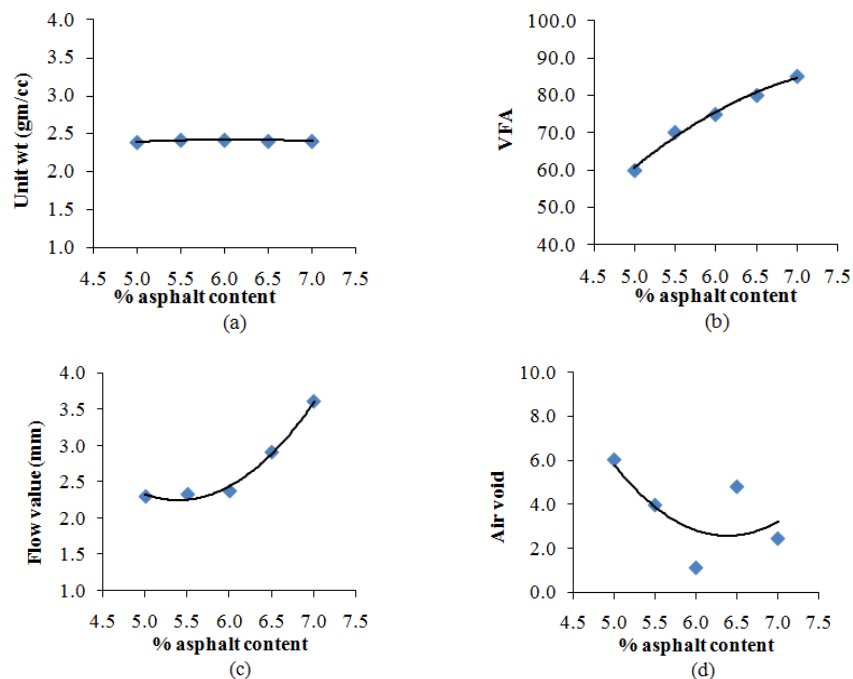 Unit wt (gm/cc)
4.0
3.5
3.0
2.5
2.0
1.5
1.0
4.5 5.0 5.5 6.0 6.5 7.0 7.5
% asphalt content
(a)
VFA
100.0
90.0
80.0
70.0
60.0
50.0
40.0
4.5 5.0 5.5 6.0 6.5 7.0 7.5
% asphalt content
(b)
Flow value (mm)
4.0
3.5
3.0
2.5
2.0
1.5
1.0
4.5 5.0 5.5 6.0 6.5 7.0 7.5
% asphalt content
(c)
Air void
10.0
8.0
6.0
4.0
2.0
0.0
4.5 5.0 5.5 6.0 6.5 7.0 7.5
% asphalt content
(d)